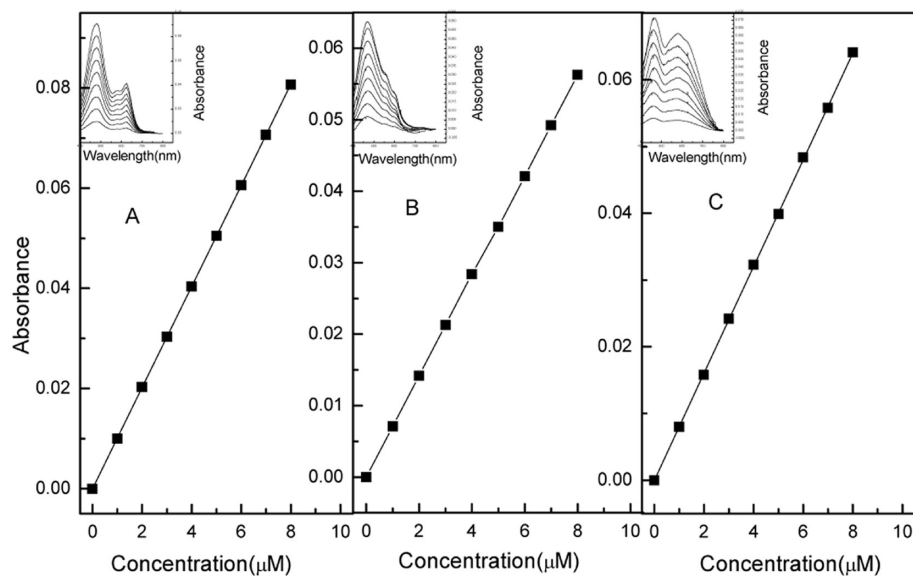 Absorbance
Wavelength(nm)
A
0.08
0.06
0.04
0.02
0.00
Absorbance
0 2 4 6 8 10
Concentration(μM)
Absorbance
Wavelength(nm)
B
0.06
0.05
0.04
0.03
0.02
0.01
0.00
0 2 4 6 8 10
Concentration(μM)
Absorbance
Wavelength(nm)
C
0.06
0.04
0.02
0.00
0 2 4 6 8 10
Concentration(μM)